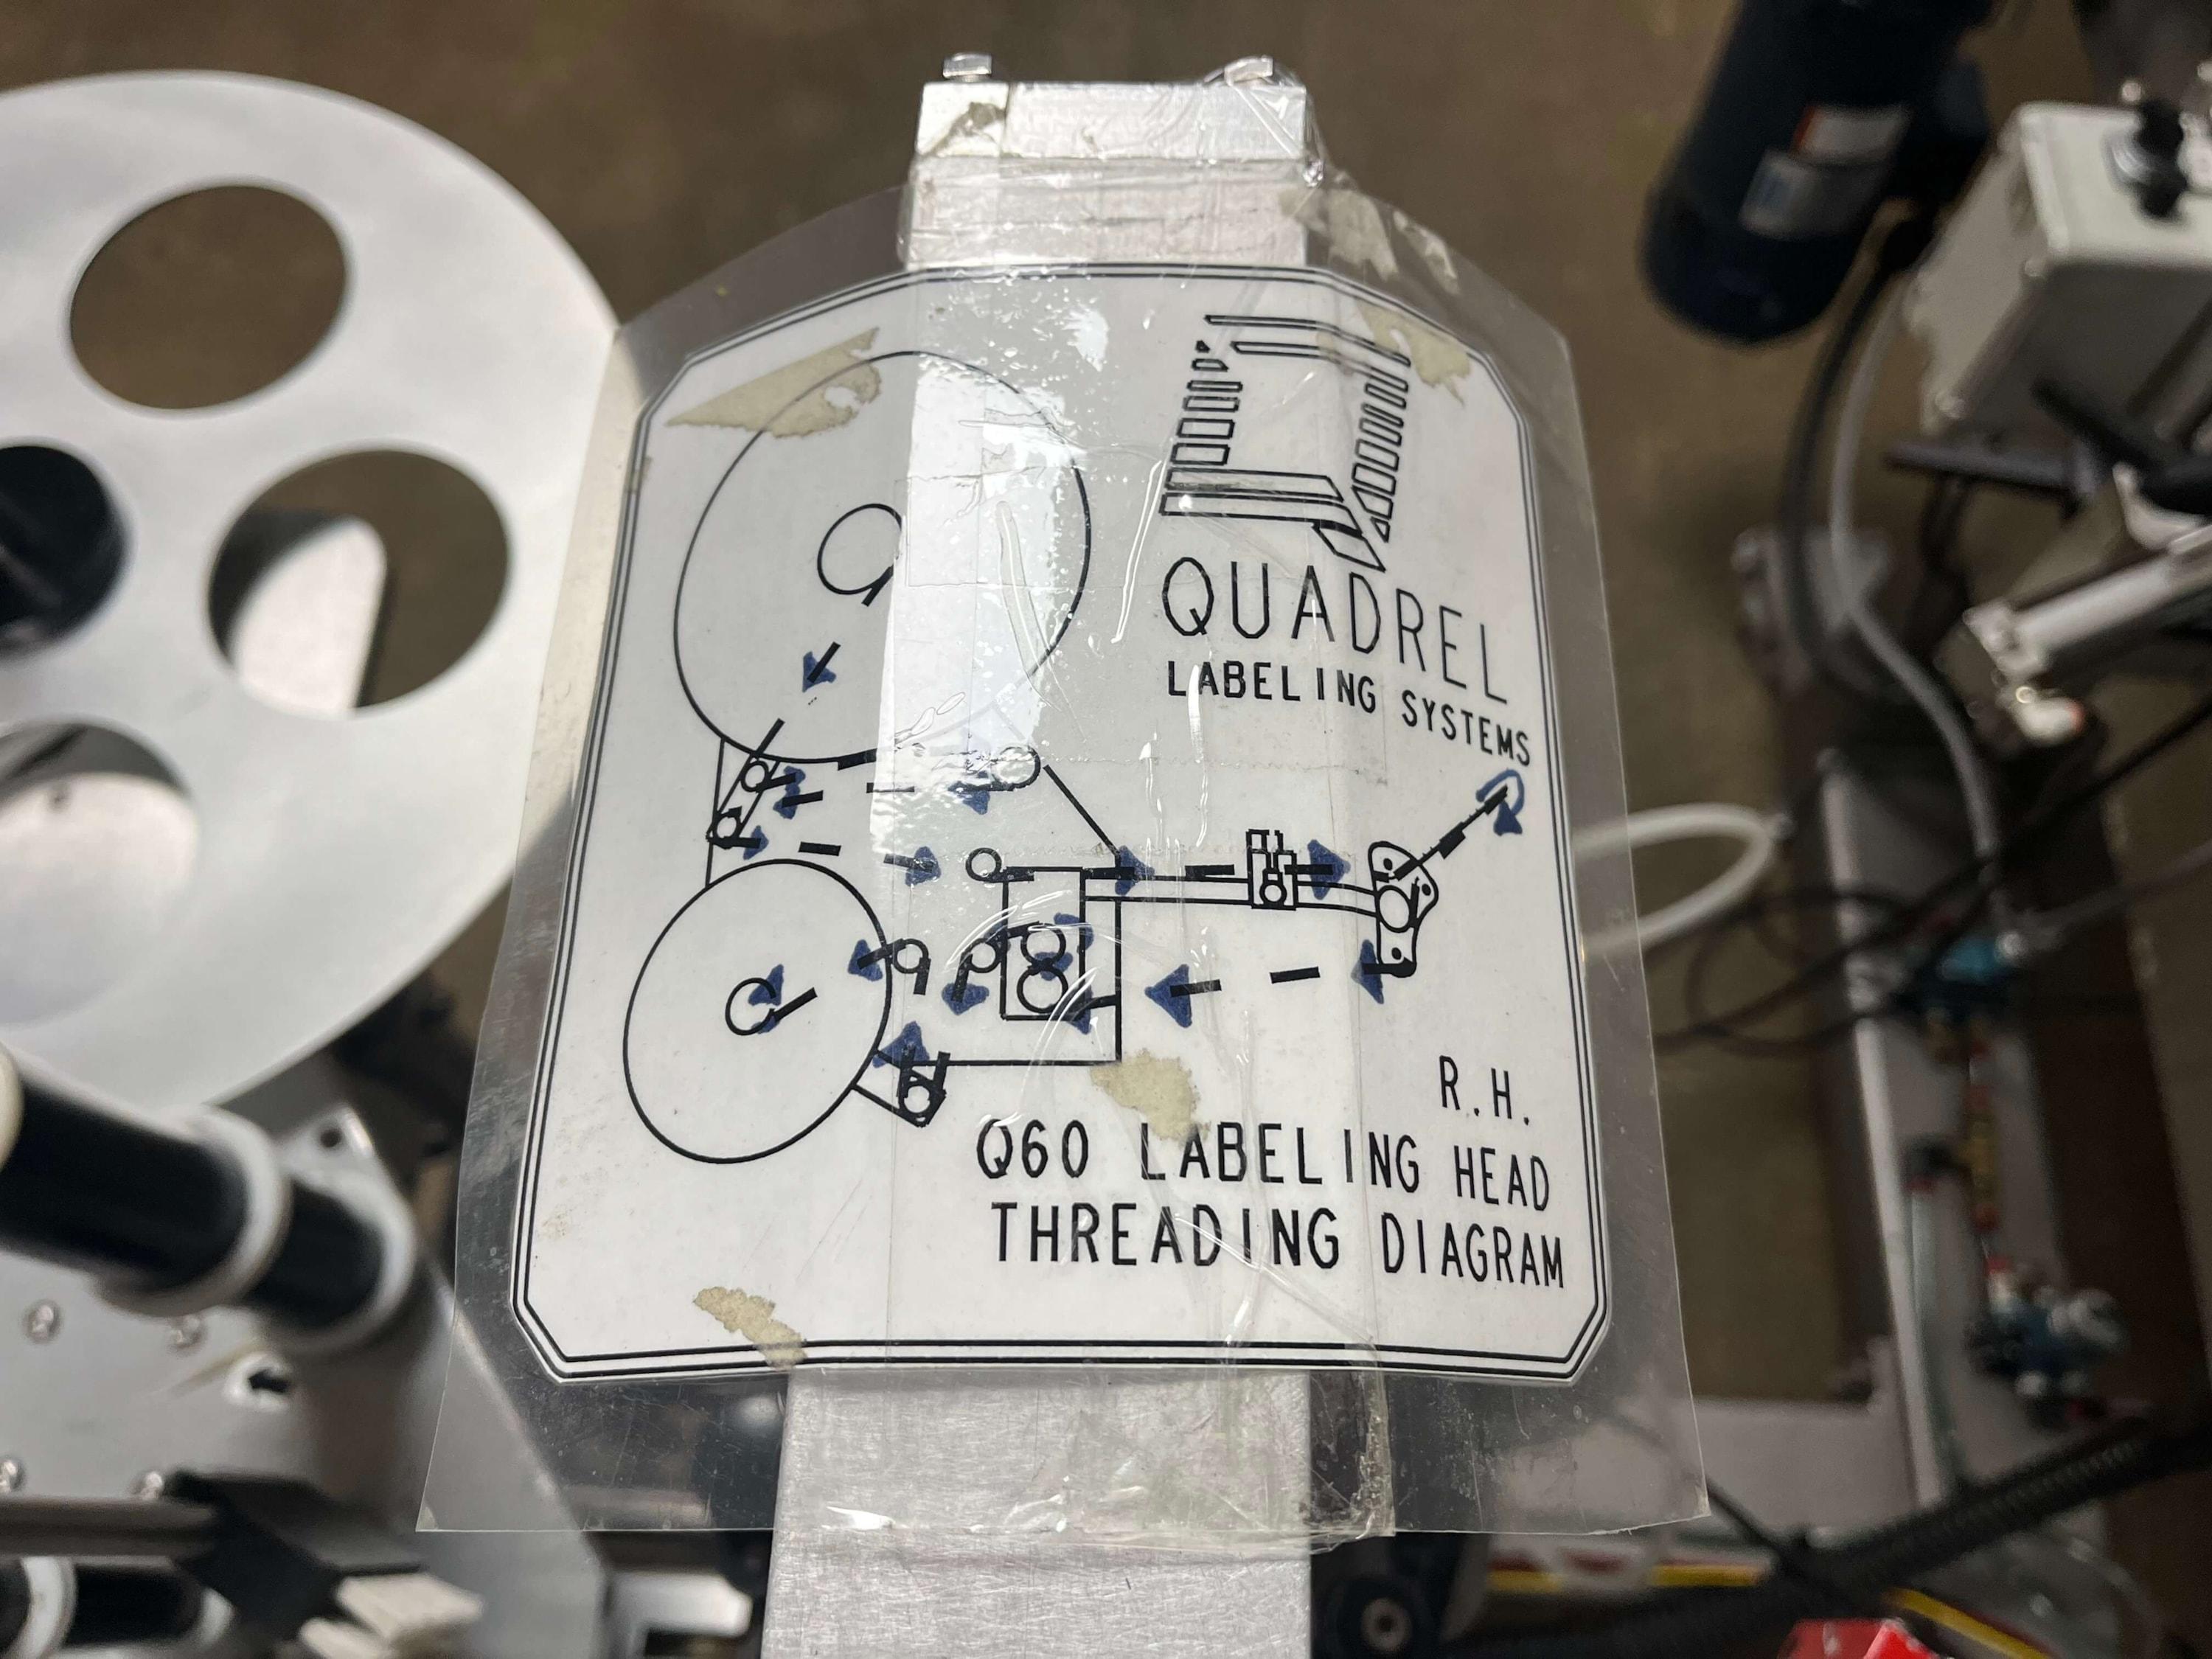 QUADREL
LABELING SYSTEMS
R.H.
Q60 LABELING HEAD
THREADING DIAGRAM